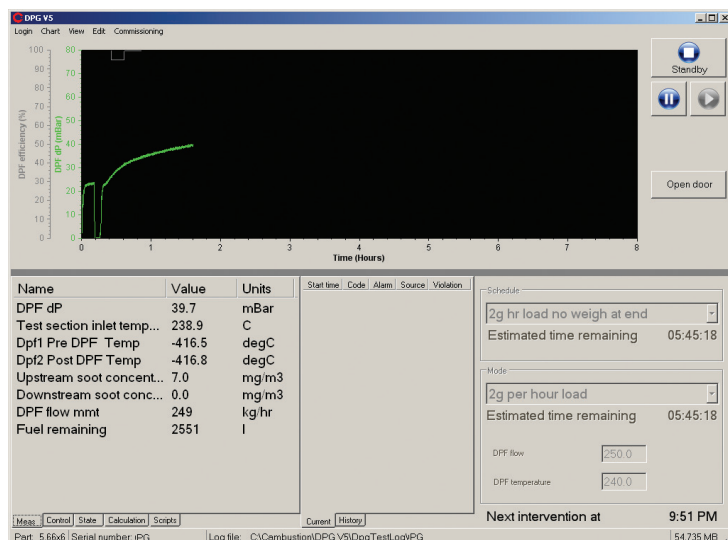 DPG V5
Login Chart View Edit Commissioning
Standby
Open door
DPF efficiency (%)
100
90
80
70
60
50
40
30
20
10
0
DPF dP (mBar)
80
70
60
50
40
30
20
10
0
0 1 2 3 4 5 6 7 8
Time (Hours)
Name Value Units
DPF dP 39.7 mBar
Test section inlet temp... 238.9 C
Dpf1 Pre DPF Temp -416.5 degC
Dpf2 Post DPF Temp -416.8 degC
Upstream soot concent... 7.0 mg/m3
Downstream soot conc... 0.0 mg/m3
DPF flow mmt 249 kg/hr
Fuel remaining 2551 l
Meas Control State Calculation Scripts
Start time Code Alarm Source Violation
Current History
Schedule
2g hr load no weigh at end
Estimated time remaining 05:45:18
Mode
2g per hour load
Estimated time remaining 05:45:18
DPF flow 250.0
DPF temperature 240.0
Next intervention at 9:51 PM
Part: 5.66x6 Serial number: Log file: C:\Cambustion\DPG V5\DpgTestLog 54.735 MB